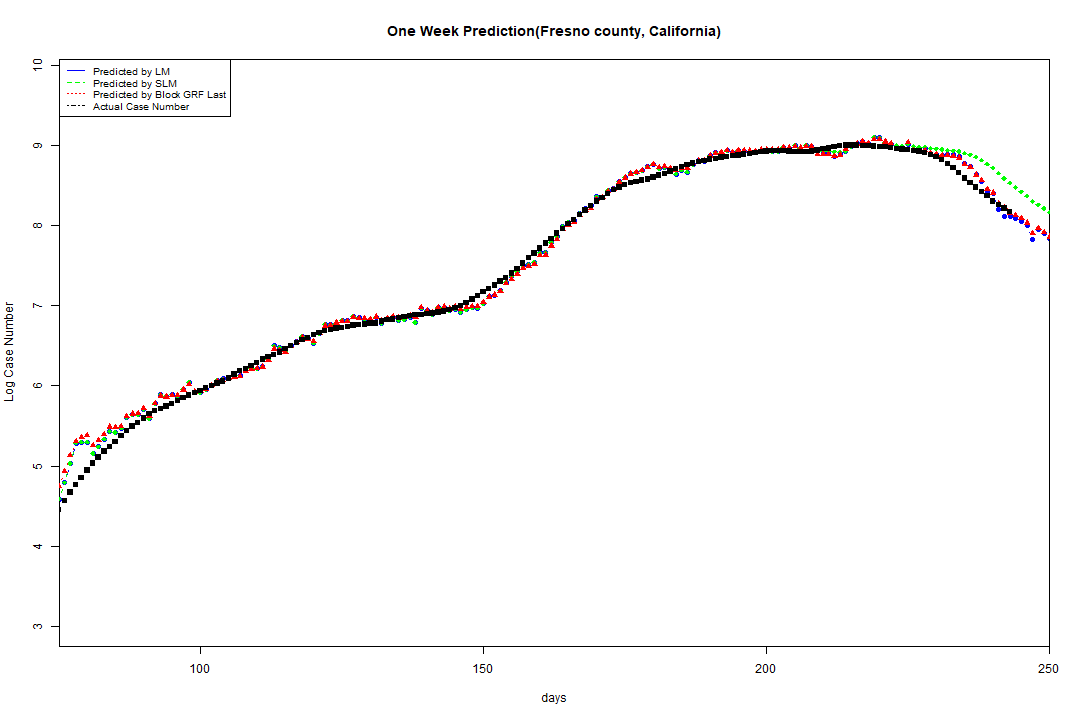 One Week Prediction(Fresno county, California)
Predicted by LM
Predicted by SLM
Predicted by Block GRF Last
Actual Case Number
10
9
8
7
6
5
4
3
Log Case Number
100 150 200 250
days